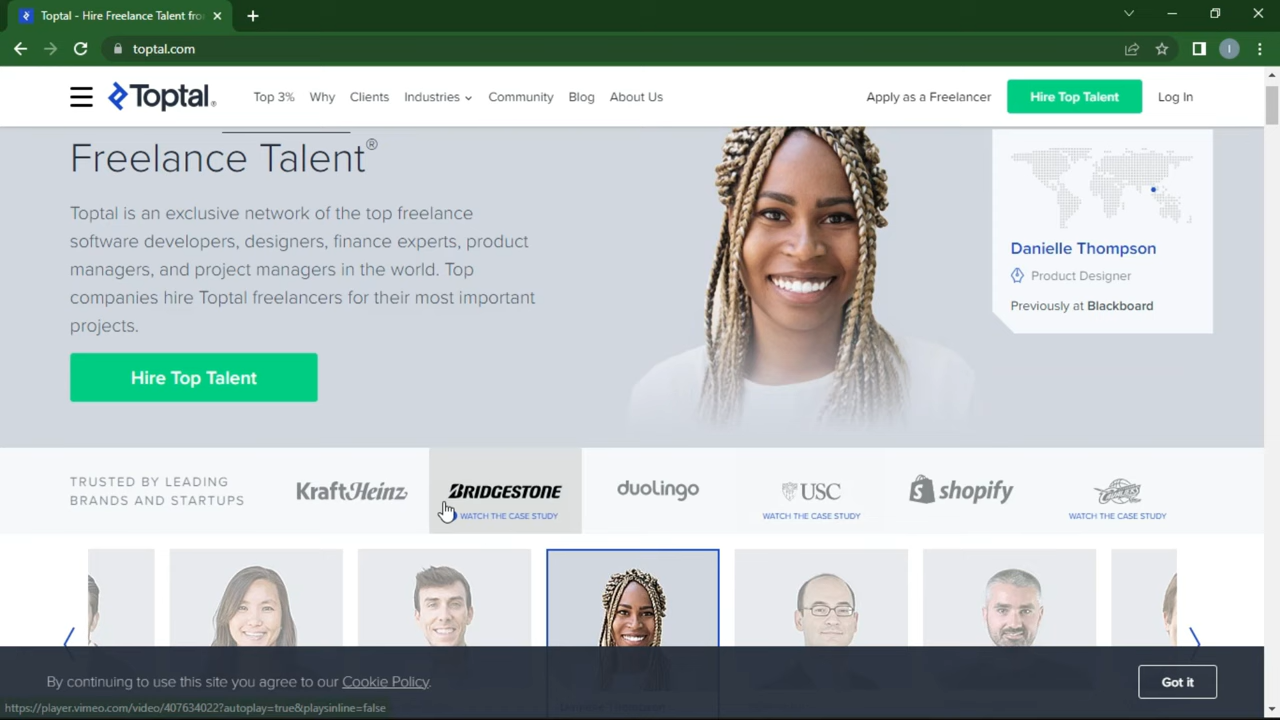 Toptal - Hire Freelance Talent fro
toptal.com
Toptal®
Top 3%
Why
Clients
Industries
Community
Blog
About Us
Apply as a Freelancer
Hire Top Talent
Log In
Freelance Talent®
Toptal is an exclusive network of the top freelance
software developers, designers, finance experts, product
managers, and project managers in the world. Top
companies hire Toptal freelancers for their most important
projects.
Hire Top Talent
Danielle Thompson
Product Designer
Previously at Blackboard
TRUSTED BY LEADING
BRANDS AND STARTUPS
KraftHeinz
BRIDGESTONE
WATCH THE CASE STUDY
duolingo
USC
WATCH THE CASE STUDY
shopify
WATCH THE CASE STUDY
By continuing to use this site you agree to our Cookie Policy.
Got it
https://player.vimeo.com/video/407634022?autoplay=true&playsinline=false